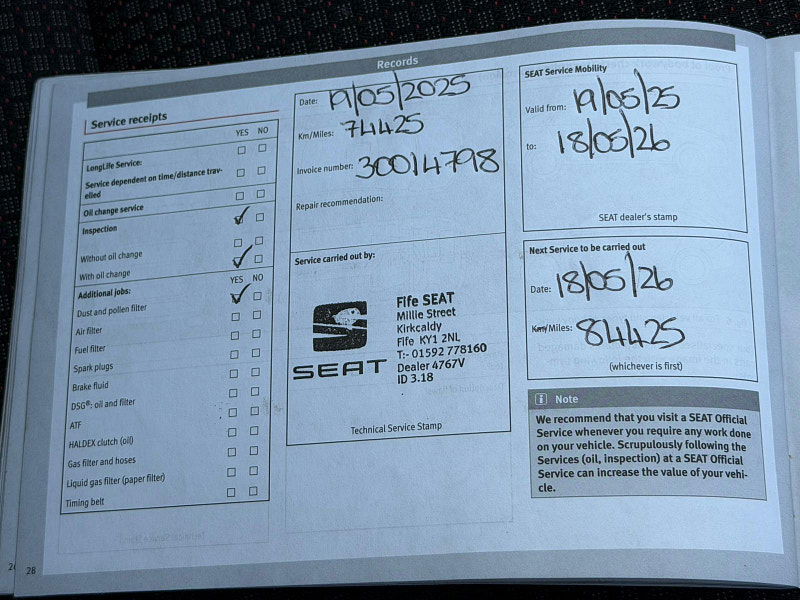 Records
Service receipts
YES NO
LongLife Service:
Service dependent on time/distance trav-
elled
Oil change service
Inspection
Without oil change
With oil change
YES NO
Additional jobs:
Dust and pollen filter
Air filter
Fuel filter
Spark plugs
Brake fluid
DSG®: oil and filter
ATF
HALDEX clutch (oil)
Gas filter and hoses
Liquid gas filter (paper filter)
Timing belt
28
Date: 19/05/2025
Km/Miles: 74425
Invoice number: 30014798
Repair recommendation:
Service carried out by:
SEAT
Fife SEAT
Millie Street
Kirkcaldy
Fife KY1 2NL
T:- 01592 778160
Dealer 4767V
ID 3.18
Technical Service Stamp
SEAT Service Mobility
Valid from: 19/05/25
to: 18/05/26
SEAT dealer's stamp
Next Service to be carried out
Date: 18/05/26
Km/Miles: 84425
(whichever is first)
i Note
We recommend that you visit a SEAT Official
Service whenever you require any work done
on your vehicle. Scrupulously following the
Services (oil, inspection) at a SEAT Official
Service can increase the value of your vehi-
cle.